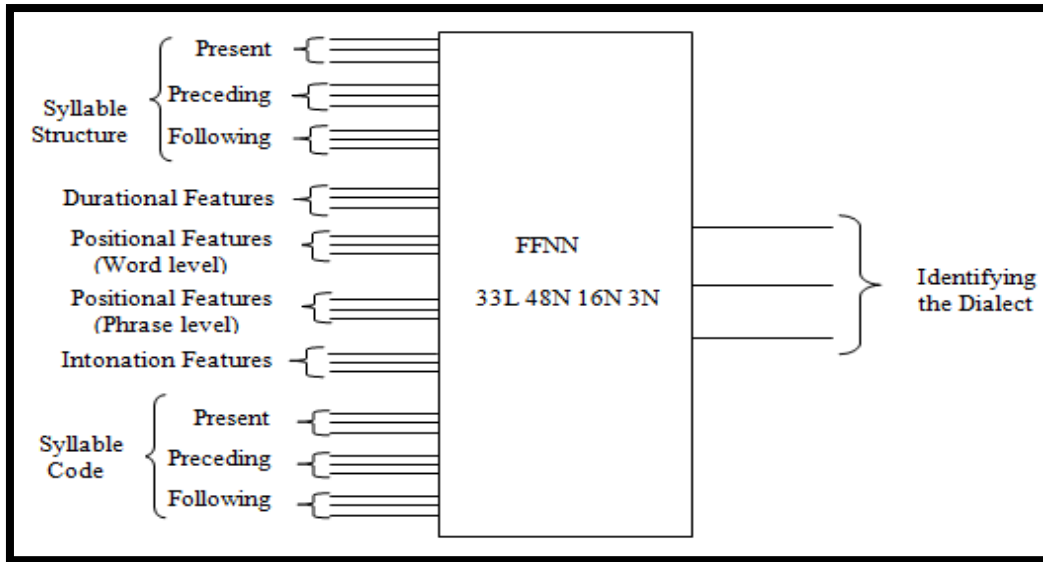 Syllable
Structure
Present
Preceding
Following
Durational Features
Positional Features
(Word level)
Positional Features
(Phrase level)
Intonation Features
Syllable
Code
Present
Preceding
Following
FFNN
33L 48N 16N 3N
Identifying
the Dialect